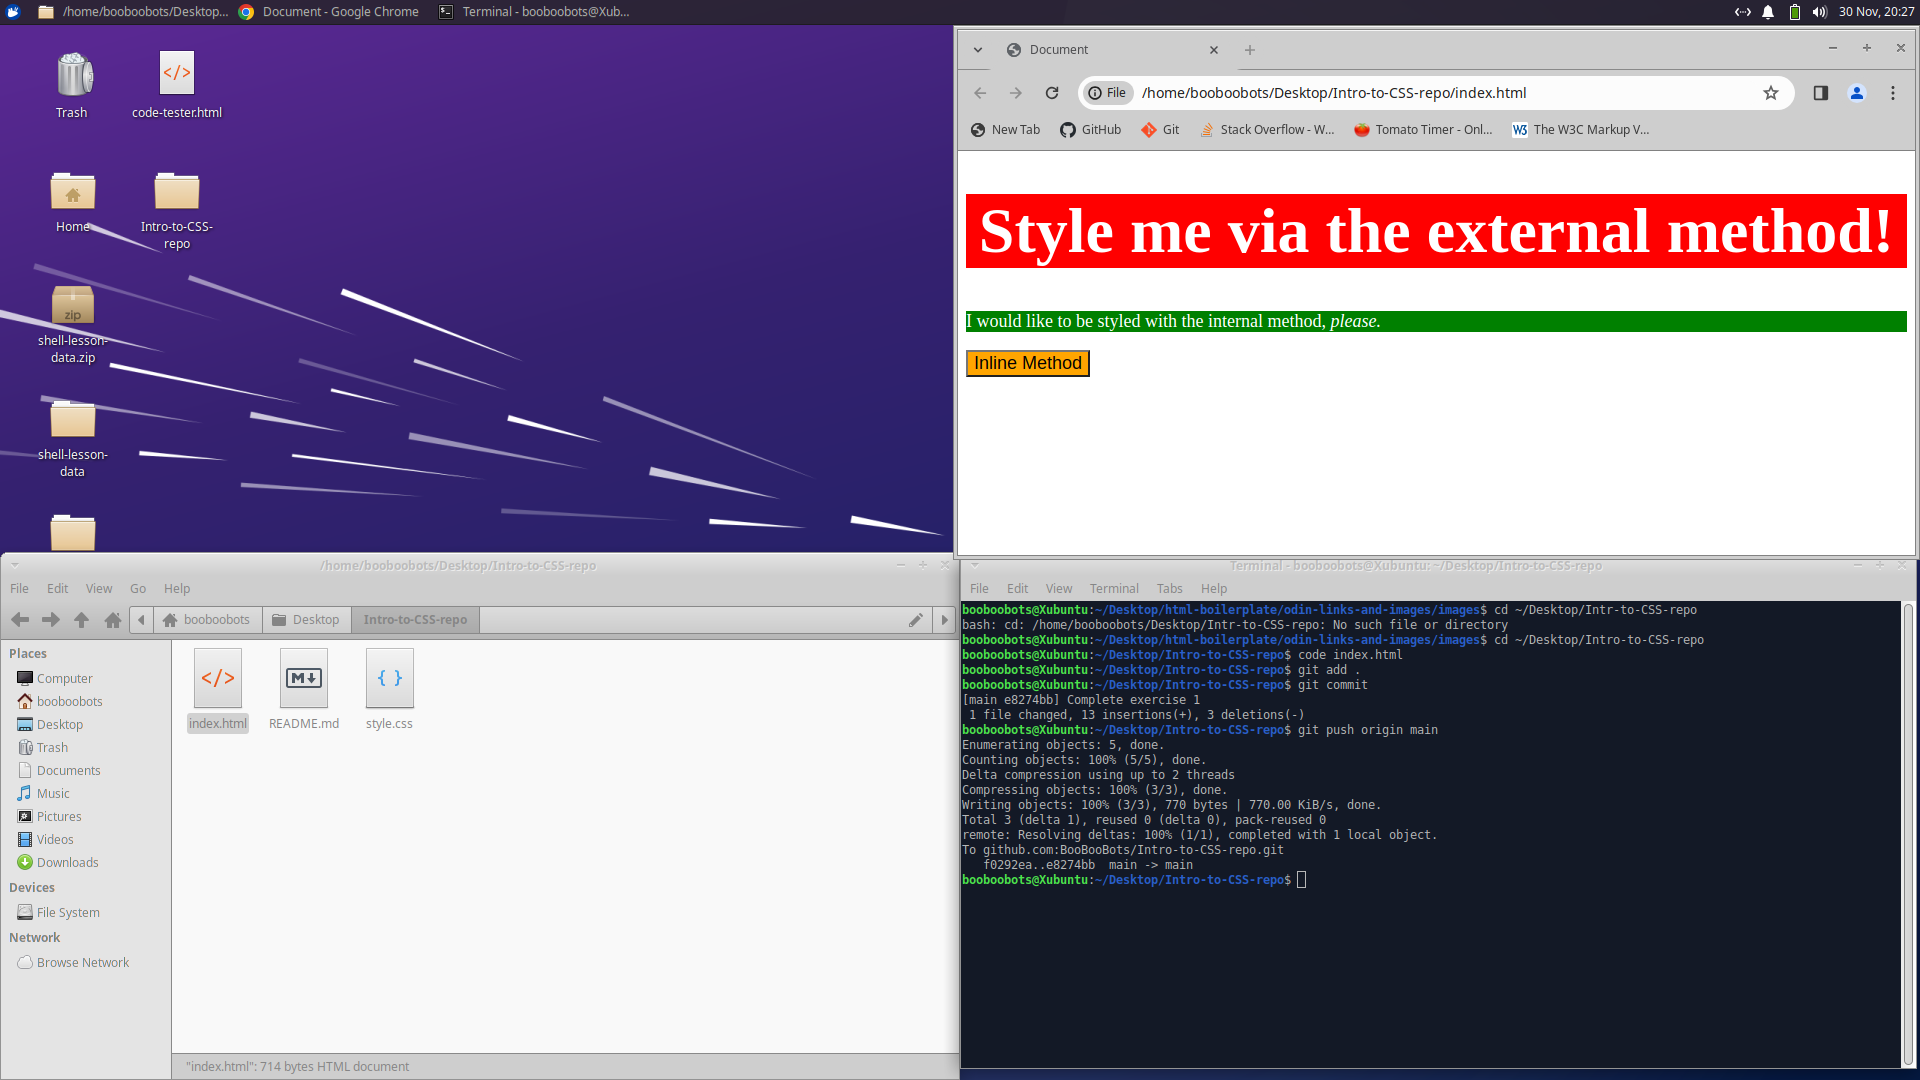 /home/booboobots/Desktop...
Document - Google Chrome
Terminal - booboobots@Xub...
30 Nov, 20:27
Trash
code-tester.html
Home
Intro-to-CSS-
repo
zip
shell-lesson-
data.zip
shell-lesson-
data
Document
File
/home/booboobots/Desktop/Intro-to-CSS-repo/index.html
New Tab
GitHub
Git
Stack Overflow - W...
Tomato Timer - Onl...
W3
The W3C Markup V...
Style me via the external method!
I would like to be styled with the internal method, please.
Inline Method
/home/booboobots/Desktop/Intro-to-CSS-repo
File Edit View Go Help
booboobots
Desktop
Intro-to-CSS-repo
Places
Computer
booboobots
Desktop
Trash
Documents
Music
Pictures
Videos
Downloads
Devices
File System
Network
Browse Network
</>
M
{ }
index.html
README.md
style.css
"index.html": 714 bytes HTML document
Terminal - booboobots@Xubuntu: ~/Desktop/Intro-to-CSS-repo
File Edit View Terminal Tabs Help
booboobots@Xubuntu:~/Desktop/html-boilerplate/odin-links-and-images/images$ cd ~/Desktop/Intr-to-CSS-repo
bash: cd: /home/booboobots/Desktop/Intr-to-CSS-repo: No such file or directory
booboobots@Xubuntu:~/Desktop/html-boilerplate/odin-links-and-images/images$ cd ~/Desktop/Intro-to-CSS-repo
booboobots@Xubuntu:~/Desktop/Intro-to-CSS-repo$ code index.html
booboobots@Xubuntu:~/Desktop/Intro-to-CSS-repo$ git add .
booboobots@Xubuntu:~/Desktop/Intro-to-CSS-repo$ git commit
[main e8274bb] Complete exercise 1
 1 file changed, 13 insertions(+), 3 deletions(-)
booboobots@Xubuntu:~/Desktop/Intro-to-CSS-repo$ git push origin main
Enumerating objects: 5, done.
Counting objects: 100% (5/5), done.
Delta compression using up to 2 threads
Compressing objects: 100% (3/3), done.
Writing objects: 100% (3/3), 770 bytes | 770.00 KiB/s, done.
Total 3 (delta 1), reused 0 (delta 0), pack-reused 0
remote: Resolving deltas: 100% (1/1), completed with 1 local object.
To github.com:BooBooBots/Intro-to-CSS-repo.git
   f0292ea..e8274bb  main -> main
booboobots@Xubuntu:~/Desktop/Intro-to-CSS-repo$